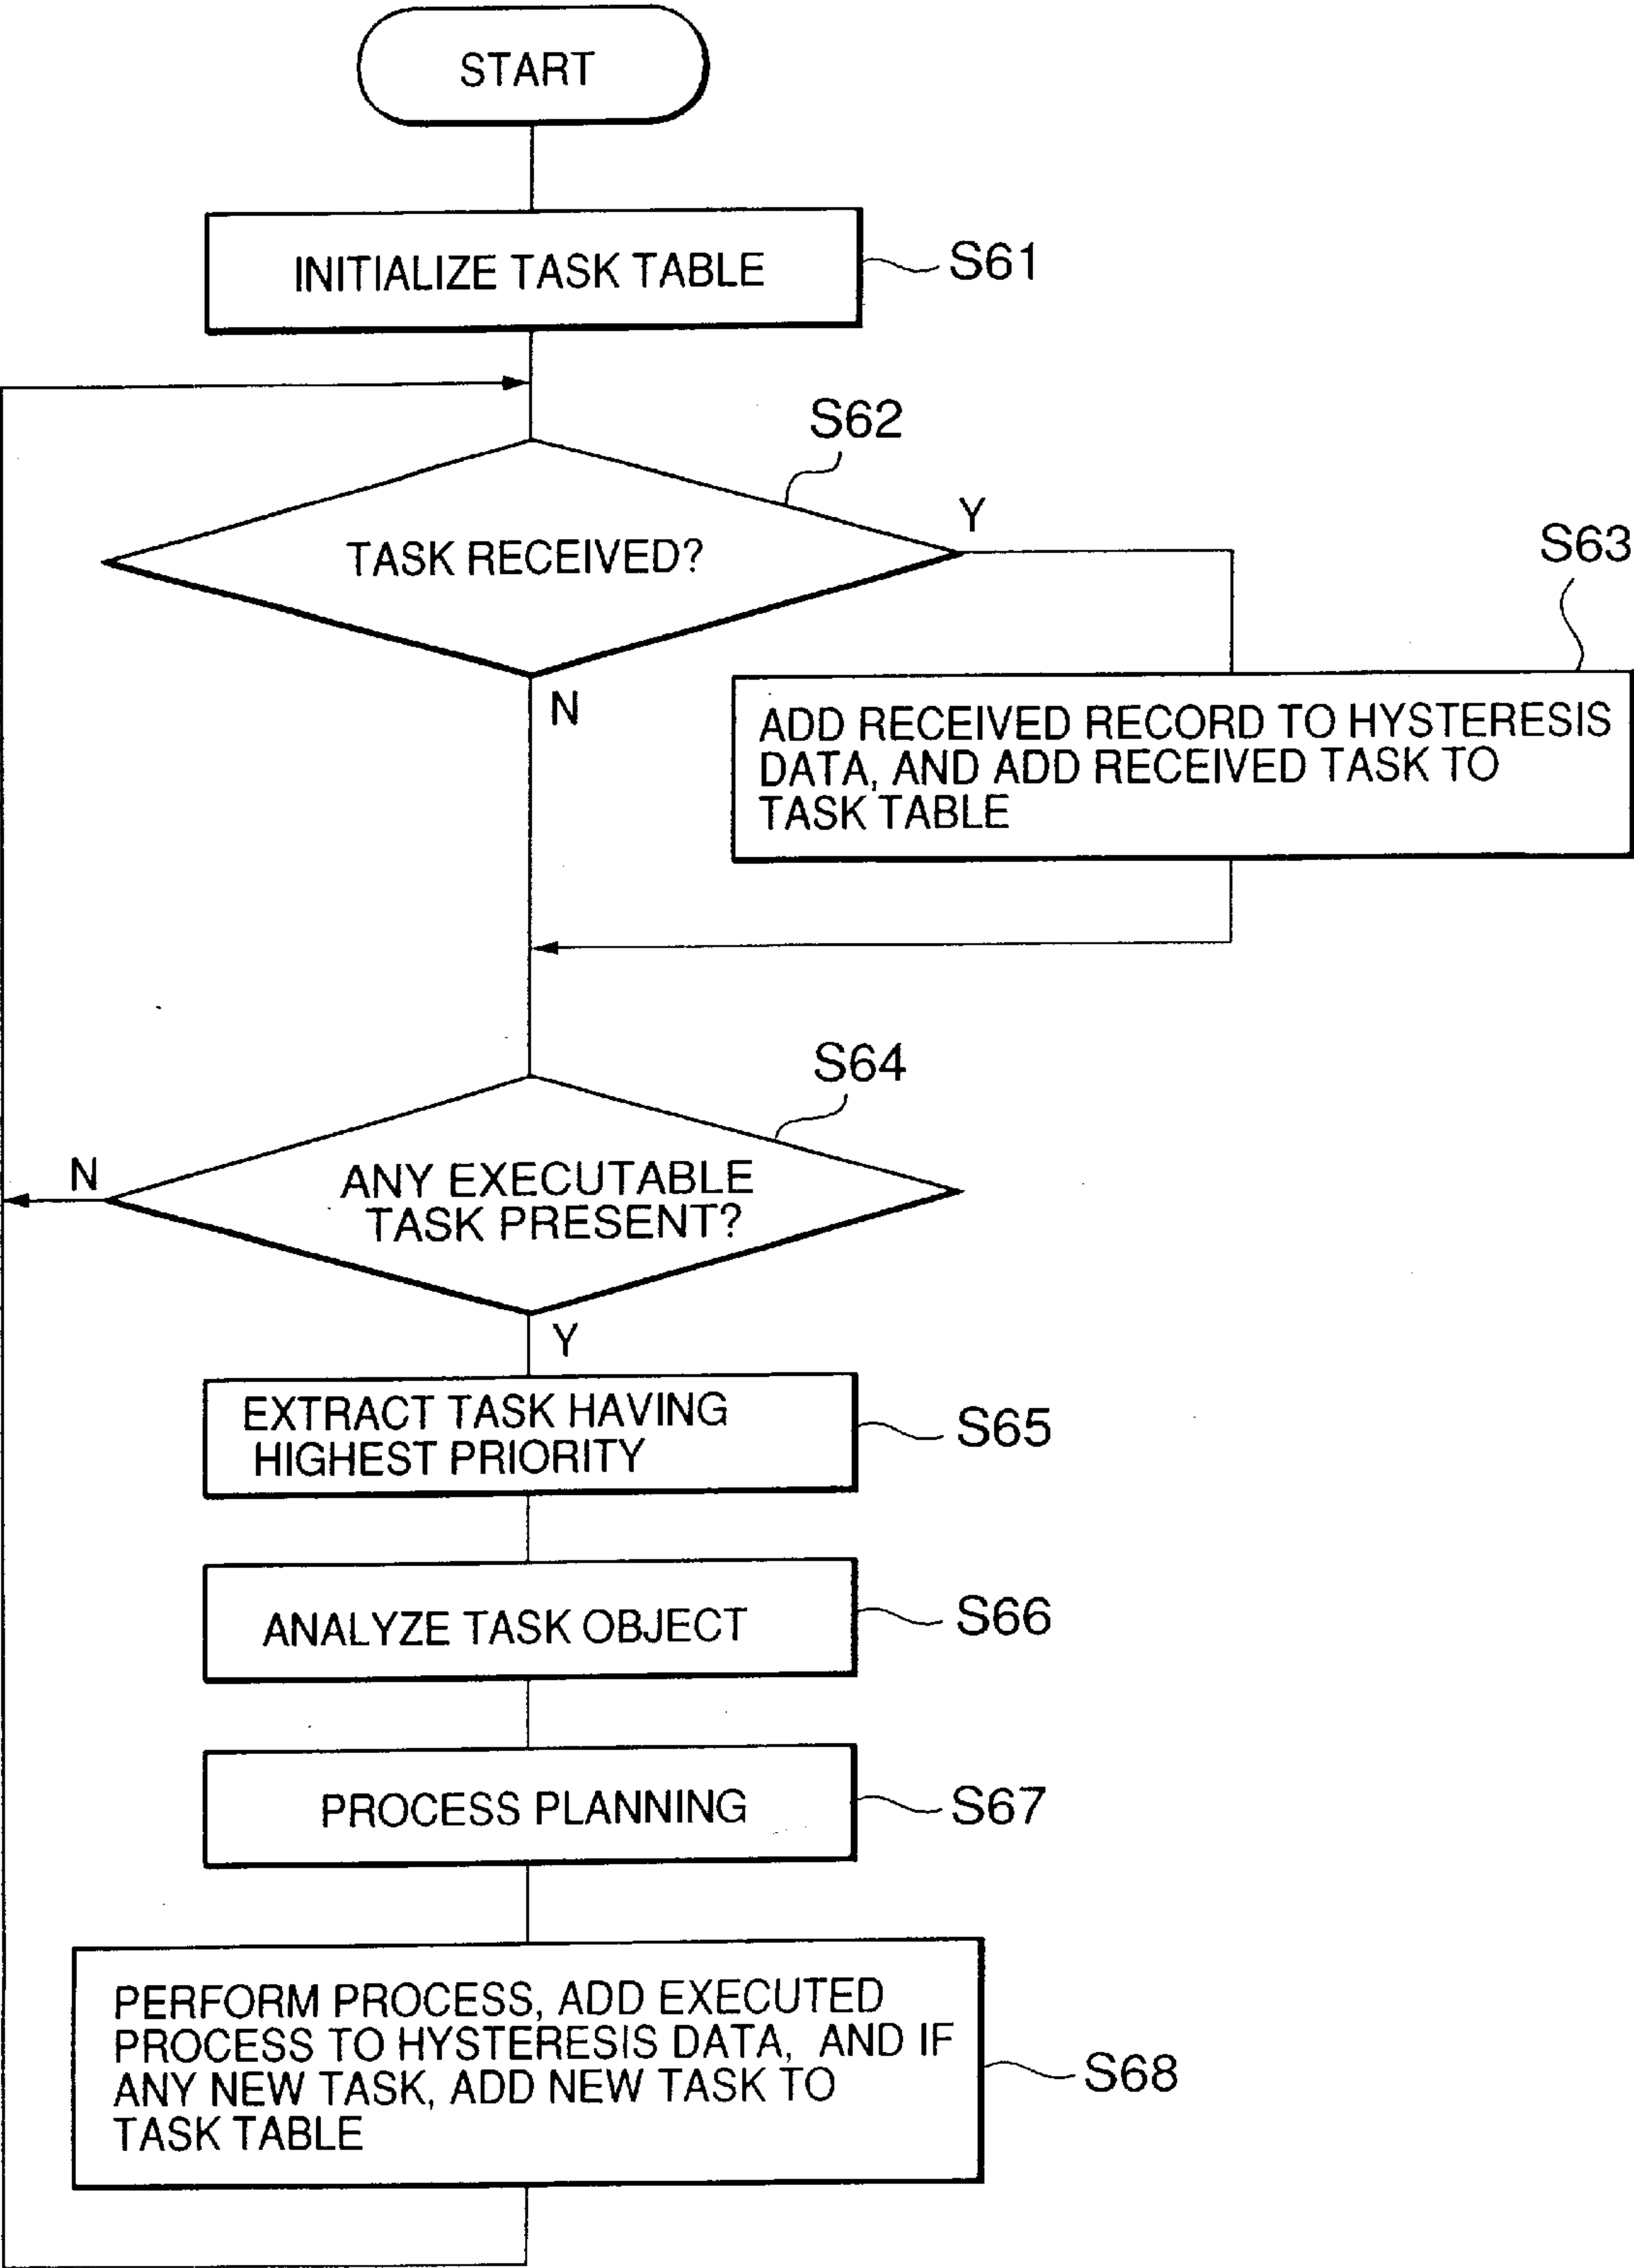 START
INITIALIZE TASK TABLE
S61
S62
TASK RECEIVED?
Y
N
S63
ADD RECEIVED RECORD TO HYSTERESIS
DATA, AND ADD RECEIVED TASK TO
TASK TABLE
S64
ANY EXECUTABLE
TASK PRESENT?
N
Y
EXTRACT TASK HAVING
HIGHEST PRIORITY
S65
ANALYZE TASK OBJECT
S66
PROCESS PLANNING
S67
PERFORM PROCESS, ADD EXECUTED
PROCESS TO HYSTERESIS DATA, AND IF
ANY NEW TASK, ADD NEW TASK TO
TASK TABLE
S68